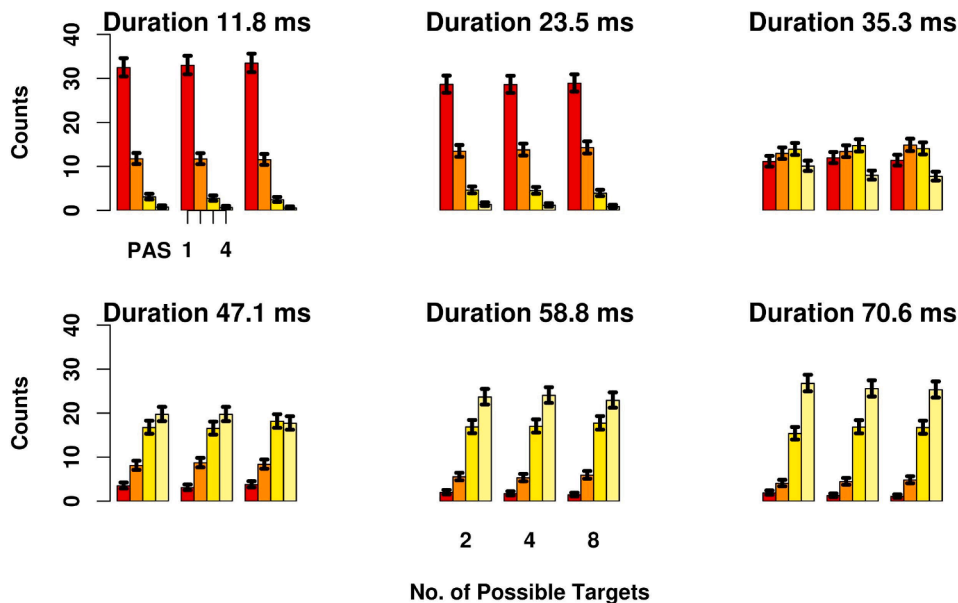 Duration 11.8 ms
Duration 23.5 ms
Duration 35.3 ms
40
30
20
10
0
Counts
PAS 1 4
Duration 47.1 ms
Duration 58.8 ms
Duration 70.6 ms
40
30
20
10
0
Counts
2 4 8
No. of Possible Targets